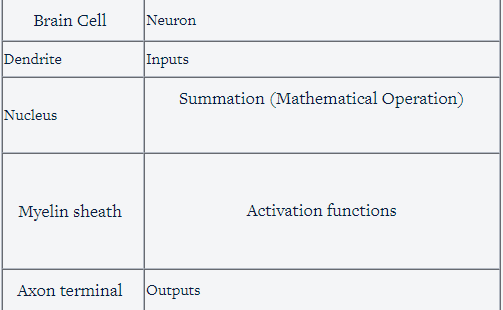 Brain Cell Neuron
Dendrite Inputs
Summation (Mathematical Operation)
Nucleus
Myelin sheath Activation functions
Axon terminal Outputs